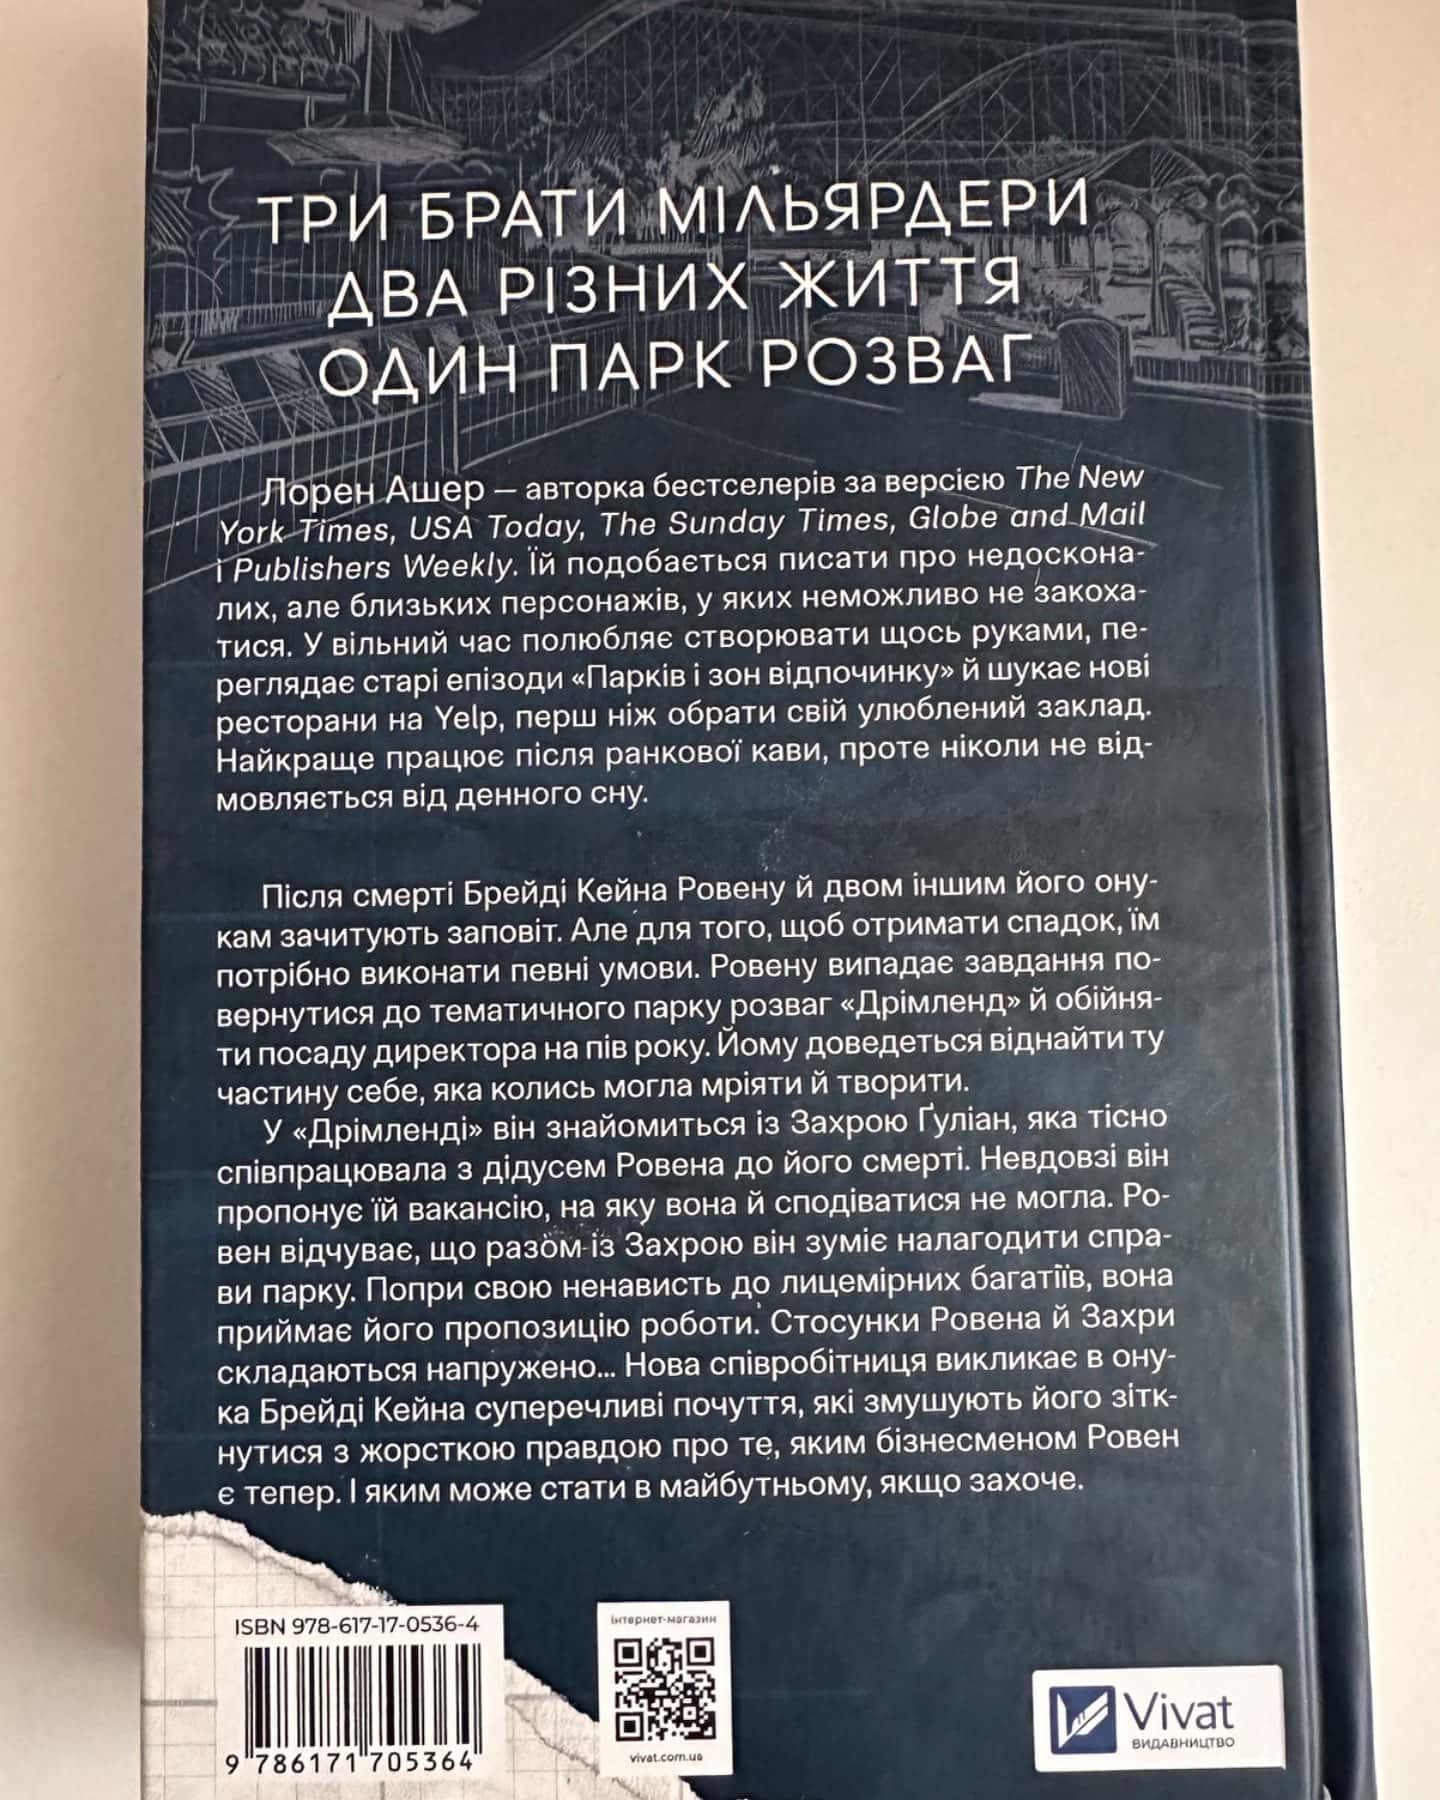 ТРИ БРАТИ МІЛЬЯРДЕРИ
ДВА РІЗНИХ ЖИТТЯ
ОДИН ПАРК РОЗВАГ
Лорен Ашер — авторка бестселерів за версією The New
York Times, USA Today, The Sunday Times, Globe and Mail
і Publishers Weekly. Їй подобається писати про недоскона-
лих, але близьких персонажів, у яких неможливо не закоха-
тися. У вільний час полюбляє створювати щось руками, пе-
реглядає старі епізоди «Парків і зон відпочинку» й шукає нові
ресторани на Yelp, перш ніж обрати свій улюблений заклад.
Найкраще працює після ранкової кави, проте ніколи не від-
мовляється від денного сну.
Після смерті Брейді Кейна Ровену й двом іншим його ону-
кам зачитують заповіт. Але для того, щоб отримати спадок, їм
потрібно виконати певні умови. Ровену випадає завдання по-
вернутися до тематичного парку розваг «Дрімленд» й обійня-
ти посаду директора на пів року. Йому доведеться віднайти ту
частину себе, яка колись могла мріяти й творити.
У «Дрімленді» він знайомиться із Захрою Ґуліан, яка тісно
співпрацювала з дідусем Ровена до його смерті. Невдовзі він
пропонує їй вакансію, на яку вона й сподіватися не могла. Ро-
вен відчуває, що разом із Захрою він зуміє налагодити спра-
ви парку. Попри свою ненависть до лицемірних багатіїв, вона
приймає його пропозицію роботи. Стосунки Ровена й Захри
складаються напружено... Нова співробітниця викликає в ону-
ка Брейді Кейна суперечливі почуття, які змушують його зітк-
нутися з жорсткою правдою про те, яким бізнесменом Ровен
є тепер. І яким може стати в майбутньому, якщо захоче.
ISBN 978-617-17-0536-4
9 786171 705364
інтернет-магазин
vivat.com.ua
Vivat
ВИДАВНИЦТВО